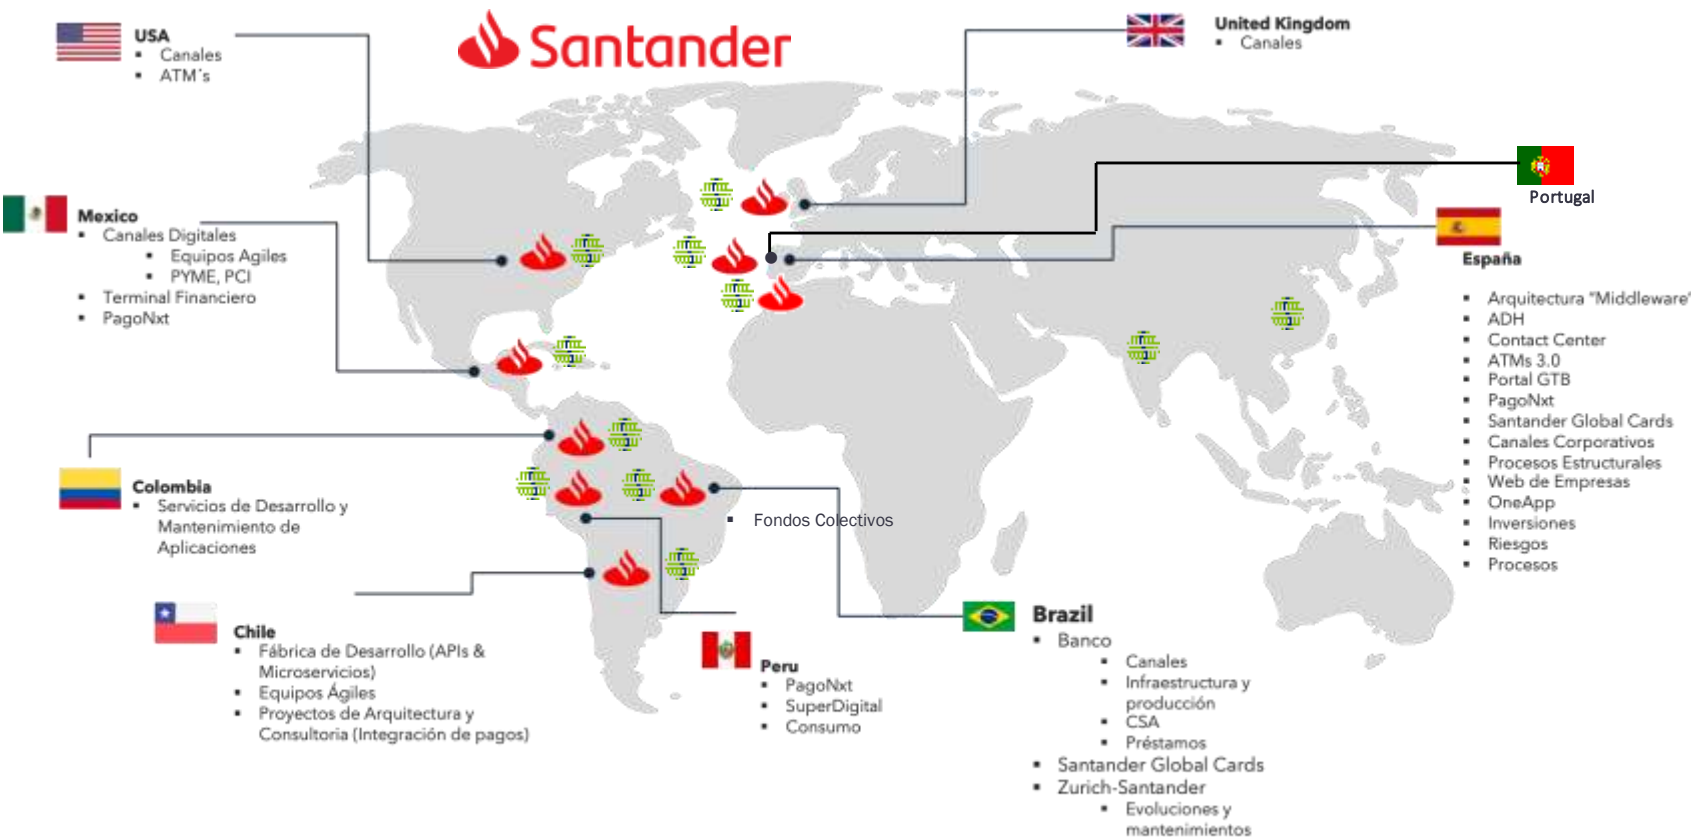 Santander
USA
Canales
ATM´s
United Kingdom
Canales
Portugal
Mexico
Canales Digitales
Equipos Agiles
PYME, PCI
Terminal Financiero
PagoNxt
España
Arquitectura "Middleware"
ADH
Contact Center
ATMs 3.0
Portal GTB
PagoNxt
Santander Global Cards
Canales Corporativos
Procesos Estructurales
Web de Empresas
OneApp
Inversiones
Riesgos
Procesos
Colombia
Servicios de Desarrollo y
Mantenimiento de
Aplicaciones
Fondos Colectivos
Chile
Fábrica de Desarrollo (APIs &
Microservicios)
Equipos Ágiles
Proyectos de Arquitectura y
Consultoria (Integración de pagos)
Peru
PagoNxt
SuperDigital
Consumo
Brazil
Banco
Canales
Infraestructura y
producción
CSA
Préstamos
Santander Global Cards
Zurich-Santander
Evoluciones y
mantenimientos